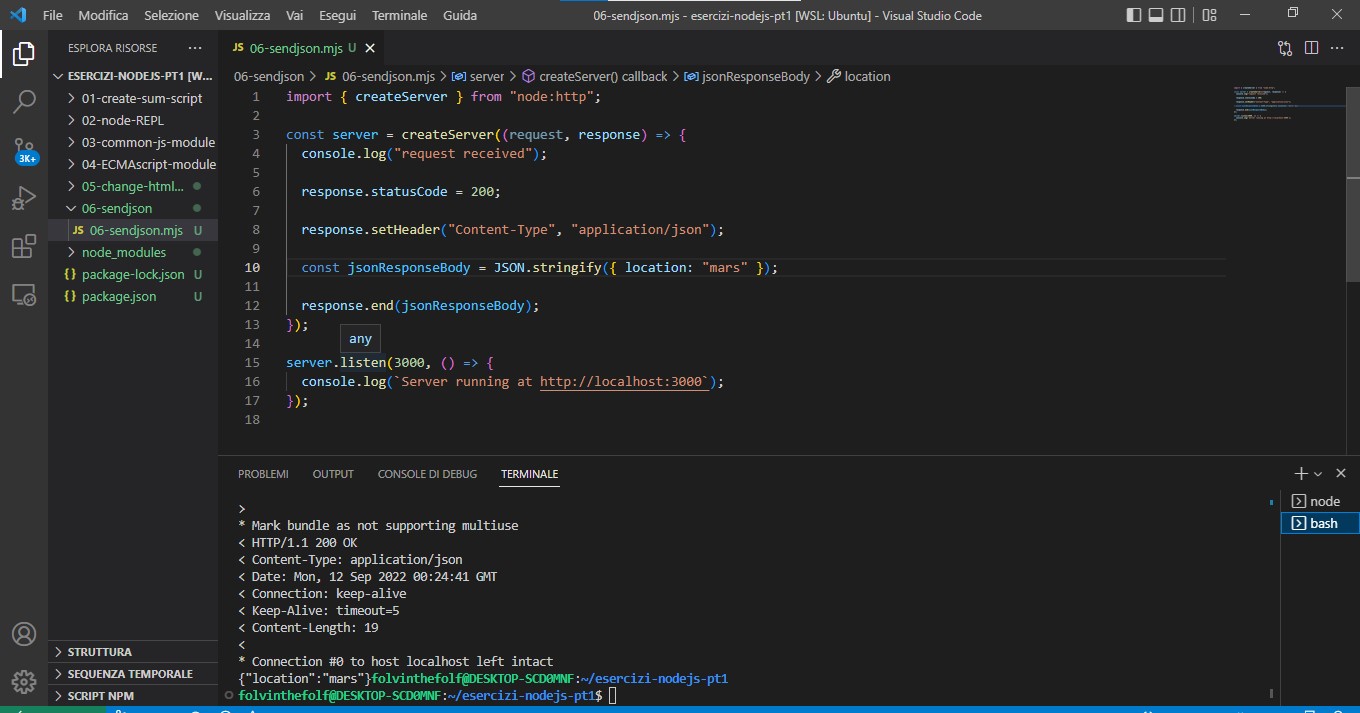 File Modifica Selezione Visualizza Vai Esegui Terminale Guida 06-sendjson.mjs - esercizi-nodejs-pt1 [WSL: Ubuntu] - Visual Studio Code
ESPLORA RISORSE ···
ESERCIZI-NODEJS-PT1 [W...
01-create-sum-script
02-node-REPL
03-common-js-module
04-ECMAscript-module
05-change-html...
06-sendjson
JS 06-sendjson.mjs U
node_modules
{} package-lock.json U
{} package.json U
STRUTTURA
SEQUENZA TEMPORALE
SCRIPT NPM
3K+
JS 06-sendjson.mjs U
06-sendjson > JS 06-sendjson.mjs > server > createServer() callback > jsonResponseBody > location
1 import { createServer } from "node:http";
2
3 const server = createServer((request, response) => {
4 console.log("request received");
5
6 response.statusCode = 200;
7
8 response.setHeader("Content-Type", "application/json");
9
10 const jsonResponseBody = JSON.stringify({ location: "mars" });
11
12 response.end(jsonResponseBody);
13 });
14
any
15 server.listen(3000, () => {
16 console.log(`Server running at http://localhost:3000`);
17 });
18
PROBLEMI OUTPUT CONSOLE DI DEBUG TERMINALE
>
* Mark bundle as not supporting multiuse
< HTTP/1.1 200 OK
< Content-Type: application/json
< Date: Mon, 12 Sep 2022 00:24:41 GMT
< Connection: keep-alive
< Keep-Alive: timeout=5
< Content-Length: 19
<
* Connection #0 to host localhost left intact
{"location":"mars"}folvinthefolf@DESKTOP-SCD0MNF:~/esercizi-nodejs-pt1
folvinthefolf@DESKTOP-SCD0MNF:~/esercizi-nodejs-pt1$
node
bash